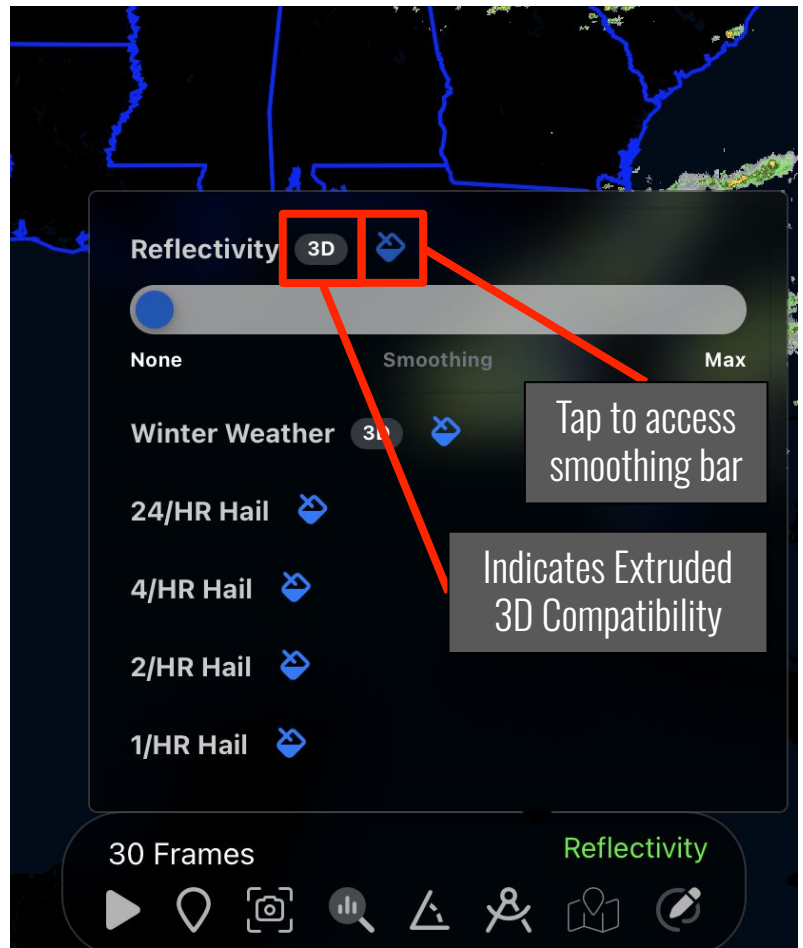 Reflectivity 3D
None Smoothing Max
Winter Weather 3D
Tap to access
smoothing bar
24/HR Hail
Indicates Extruded
3D Compatibility
4/HR Hail
2/HR Hail
1/HR Hail
30 Frames Reflectivity